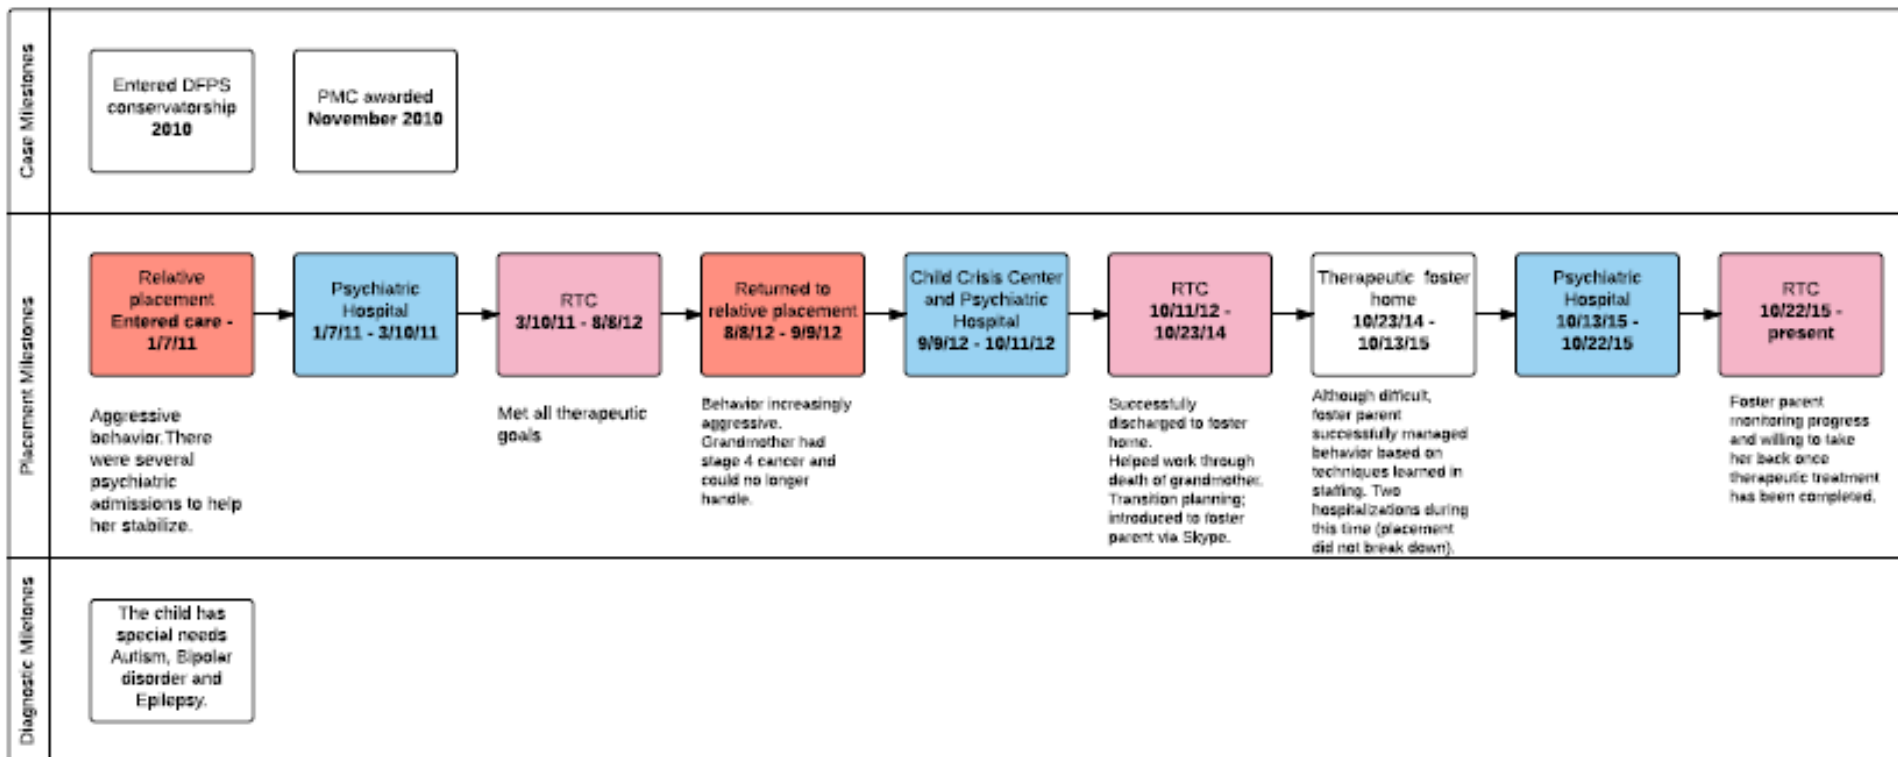 Case Milestones
Entered DFPS
conservatorship
2010
PMC awarded
November 2010
Placement Milestones
Relative
placement
Entered care -
1/7/11
Psychiatric
Hospital
1/7/11 - 3/10/11
RTC
3/10/11 - 8/8/12
Returned to
relative placement
8/8/12 - 9/9/12
Child Crisis Center
and Psychiatric
Hospital
9/9/12 - 10/11/12
RTC
10/11/12 -
10/23/14
Therapeutic foster
home
10/23/14 -
10/13/15
Psychiatric
Hospital
10/13/15 -
10/22/15
RTC
10/22/15 -
present
Aggressive
behavior.There
were several
psychiatric
admissions to help
her stabilize.
Met all therapeutic
goals
Behavior increasingly
aggressive.
Grandmother had
stage 4 cancer and
could no longer
handle.
Successfully
discharged to foster
home.
Helped work through
death of grandmother.
Transition planning;
introduced to foster
parent via Skype.
Although difficult,
foster parent
successfully managed
behavior based on
techniques learned in
staffing. Two
hospitalizations during
this time (placement
did not break down).
Foster parent
monitoring progress
and willing to take
her back once
therapeutic treatment
has been completed.
Diagnostic Miletones
The child has
special needs
Autism, Bipolar
disorder and
Epilepsy.